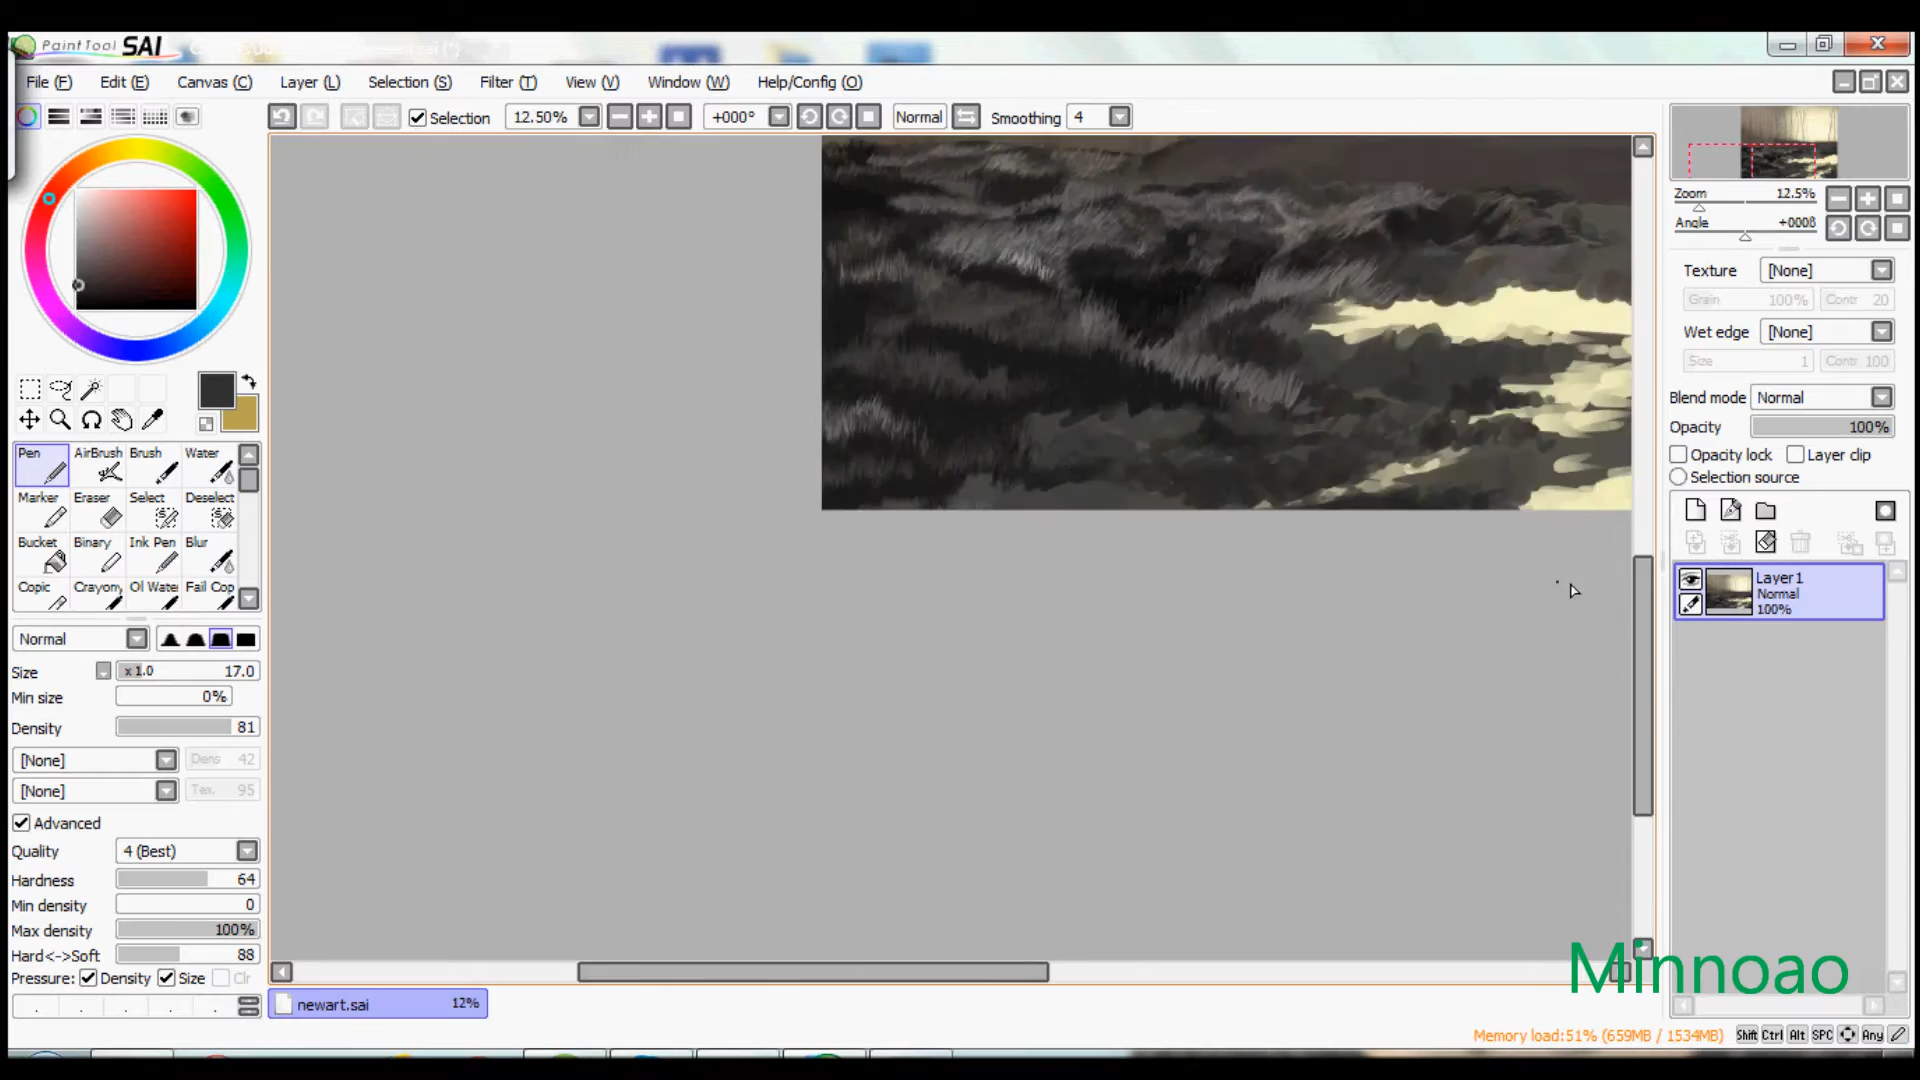 PaintTool SAI
File (F) Edit (E) Canvas (C) Layer (L) Selection (S) Filter (T) View (V) Window (W) Help/Config (O)
Selection 12.50% +000° Normal Smoothing 4
Zoom 12.5%
Angle +000
Texture [None]
Grain 100% Contr 20
Wet edge [None]
Size 1 Contr 100
Blend mode Normal
Opacity 100%
Opacity lock Layer clip
Selection source
Layer1
Normal
100%
Pen AirBrush Brush Water
Marker Eraser Select Deselect
Bucket Binary Ink Pen Blur
Copic Crayon Ol Wate Fail Cop
Normal
Size x 1.0 17.0
Min size 0%
Density 81
[None] Dens 42
[None] Tex. 95
Advanced
Quality 4 (Best)
Hardness 64
Min density 0
Max density 100%
Hard<->Soft 88
Pressure: Density Size Clr
newart.sai 12%
Minnoao
Memory load:51% (659MB / 1534MB) Shift Ctrl Alt SPC Any